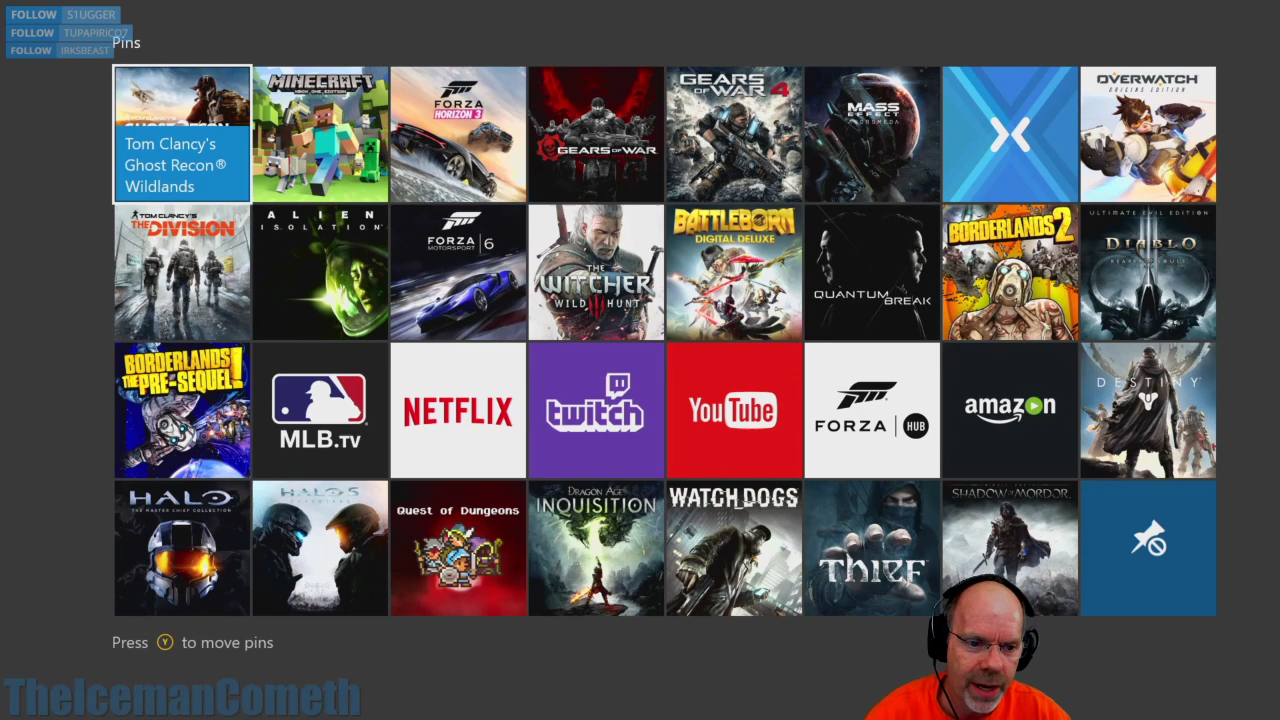 FOLLOW S1UGGER
FOLLOW TUPAPIRICO7
FOLLOW IRKSBEAST
Pins
Tom Clancy's
Ghost Recon®
Wildlands
MINECRAFT
XBOX ONE EDITION
FORZA
HORIZON 3
GEARS OF WAR
GEARS
OF WAR 4
MASS
EFFECT
ANDROMEDA
OVERWATCH
ORIGINS EDITION
TOM CLANCY'S
THE DIVISION
ALIEN
ISOLATION
FORZA
MOTORSPORT 6
THE
WITCHER
WILD HUNT
BATTLEBORN
DIGITAL DELUXE
QUANTUM BREAK
BORDERLANDS 2
ULTIMATE EVIL EDITION
DIABLO
REAPER OF SOULS
BORDERLANDS
THE PRE-SEQUEL!
MLB.TV
NETFLIX
twitch
YouTube
FORZA HUB
amazon
DESTINY
HALO
THE MASTER CHIEF COLLECTION
HALO 5
GUARDIANS
Quest of Dungeons
DRAGON AGE
INQUISITION
WATCH_DOGS
THIEF
SHADOW OF MORDOR
Press Y to move pins
TheIcemanCometh